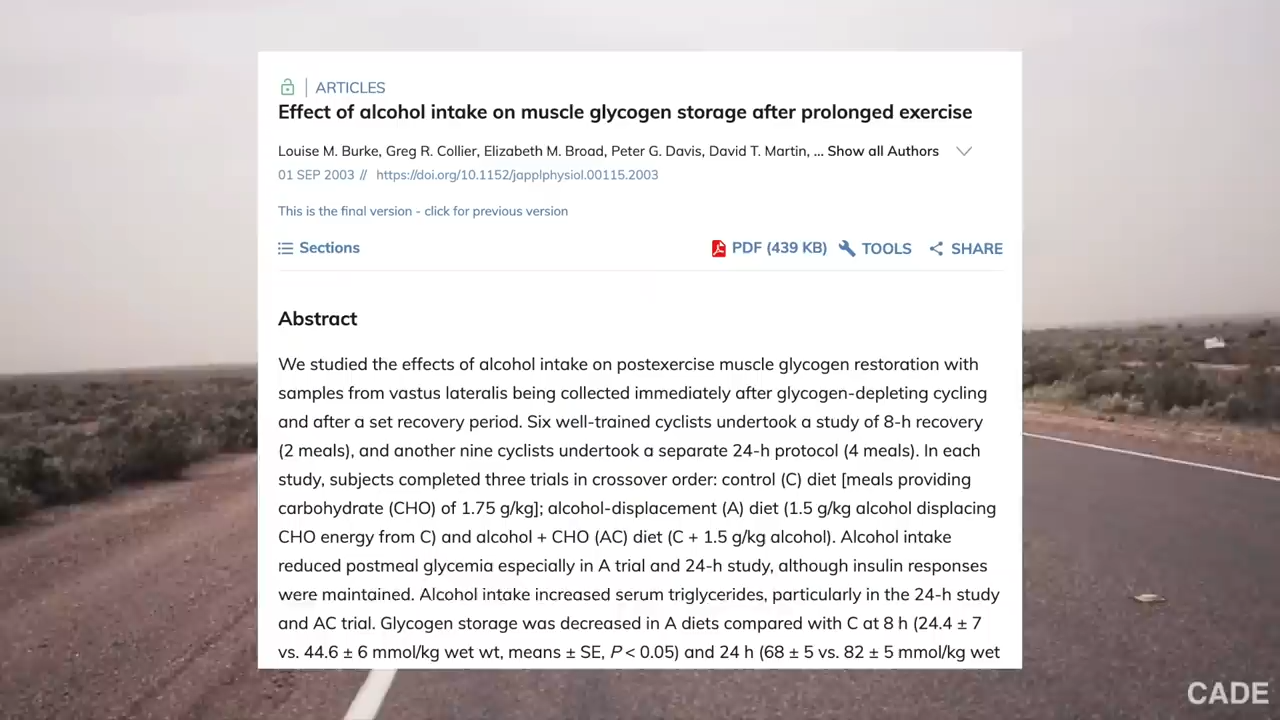 ARTICLES
Effect of alcohol intake on muscle glycogen storage after prolonged exercise
Louise M. Burke, Greg R. Collier, Elizabeth M. Broad, Peter G. Davis, David T. Martin, ... Show all Authors
01 SEP 2003 // https://doi.org/10.1152/japplphysiol.00115.2003
This is the final version - click for previous version
Sections PDF (439 KB) TOOLS SHARE
Abstract
We studied the effects of alcohol intake on postexercise muscle glycogen restoration with
samples from vastus lateralis being collected immediately after glycogen-depleting cycling
and after a set recovery period. Six well-trained cyclists undertook a study of 8-h recovery
(2 meals), and another nine cyclists undertook a separate 24-h protocol (4 meals). In each
study, subjects completed three trials in crossover order: control (C) diet [meals providing
carbohydrate (CHO) of 1.75 g/kg]; alcohol-displacement (A) diet (1.5 g/kg alcohol displacing
CHO energy from C) and alcohol + CHO (AC) diet (C + 1.5 g/kg alcohol). Alcohol intake
reduced postmeal glycemia especially in A trial and 24-h study, although insulin responses
were maintained. Alcohol intake increased serum triglycerides, particularly in the 24-h study
and AC trial. Glycogen storage was decreased in A diets compared with C at 8 h (24.4 ± 7
vs. 44.6 ± 6 mmol/kg wet wt, means ± SE, P < 0.05) and 24 h (68 ± 5 vs. 82 ± 5 mmol/kg wet
CADE